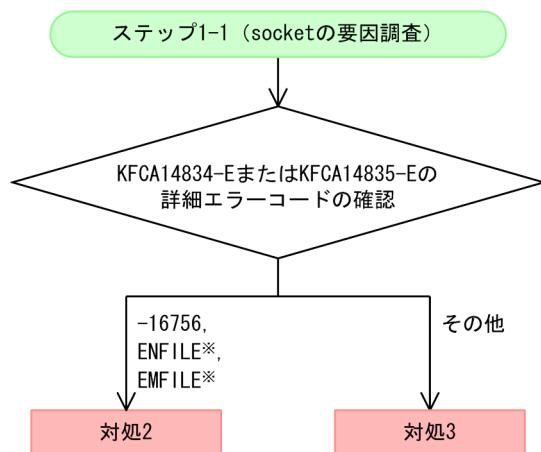 ステップ1-1（socketの要因調査）
KFCA14834-EまたはKFCA14835-Eの
詳細エラーコードの確認
-16756,
ENFILE※,
EMFILE※
その他
対処2
対処3